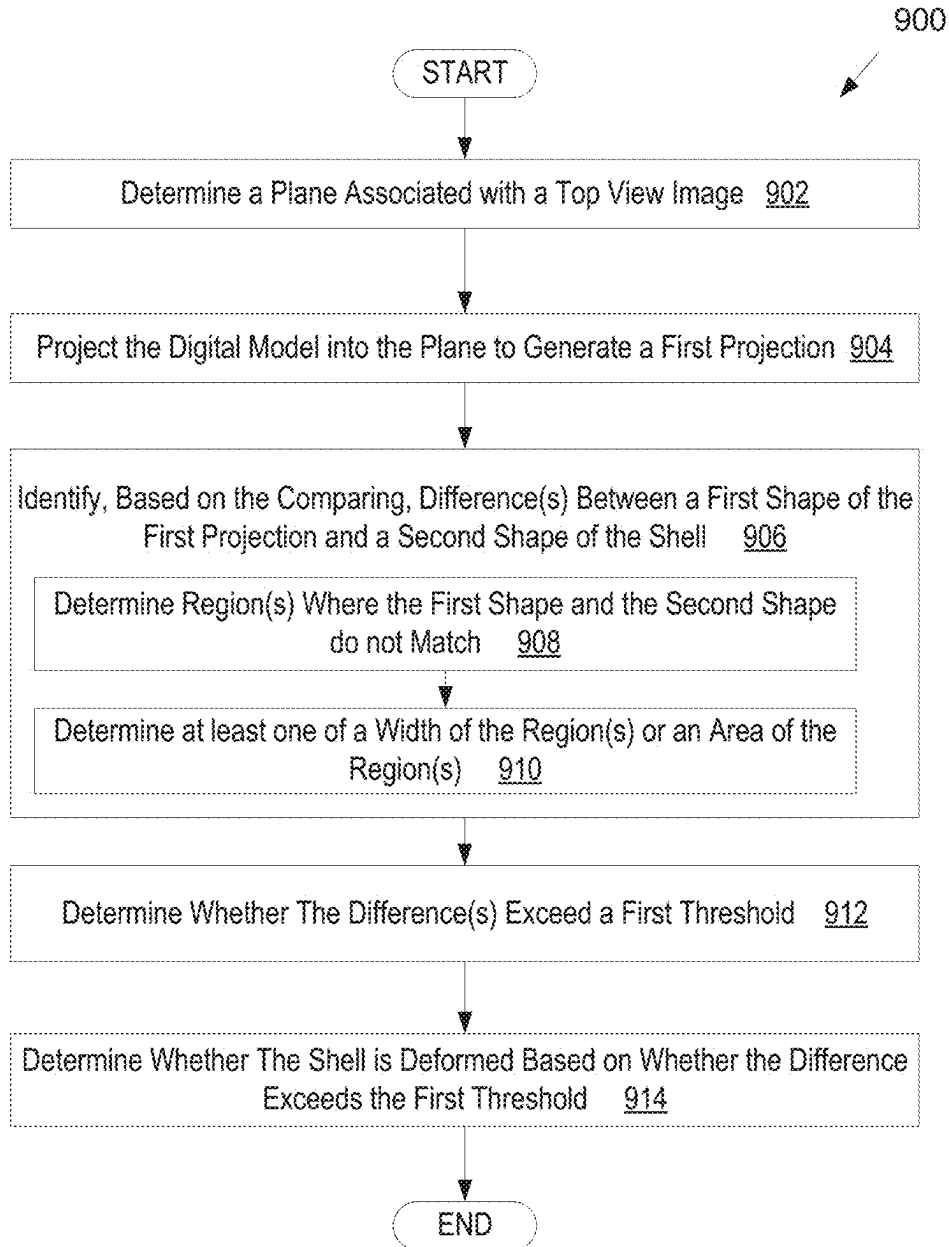 900
START
Determine a Plane Associated with a Top View Image 902
Project the Digital Model into the Plane to Generate a First Projection 904
Identify, Based on the Comparing, Difference(s) Between a First Shape of the
First Projection and a Second Shape of the Shell 906
Determine Region(s) Where the First Shape and the Second Shape
do not Match 908
Determine at least one of a Width of the Region(s) or an Area of the
Region(s) 910
Determine Whether The Difference(s) Exceed a First Threshold 912
Determine Whether The Shell is Deformed Based on Whether the Difference
Exceeds the First Threshold 914
END